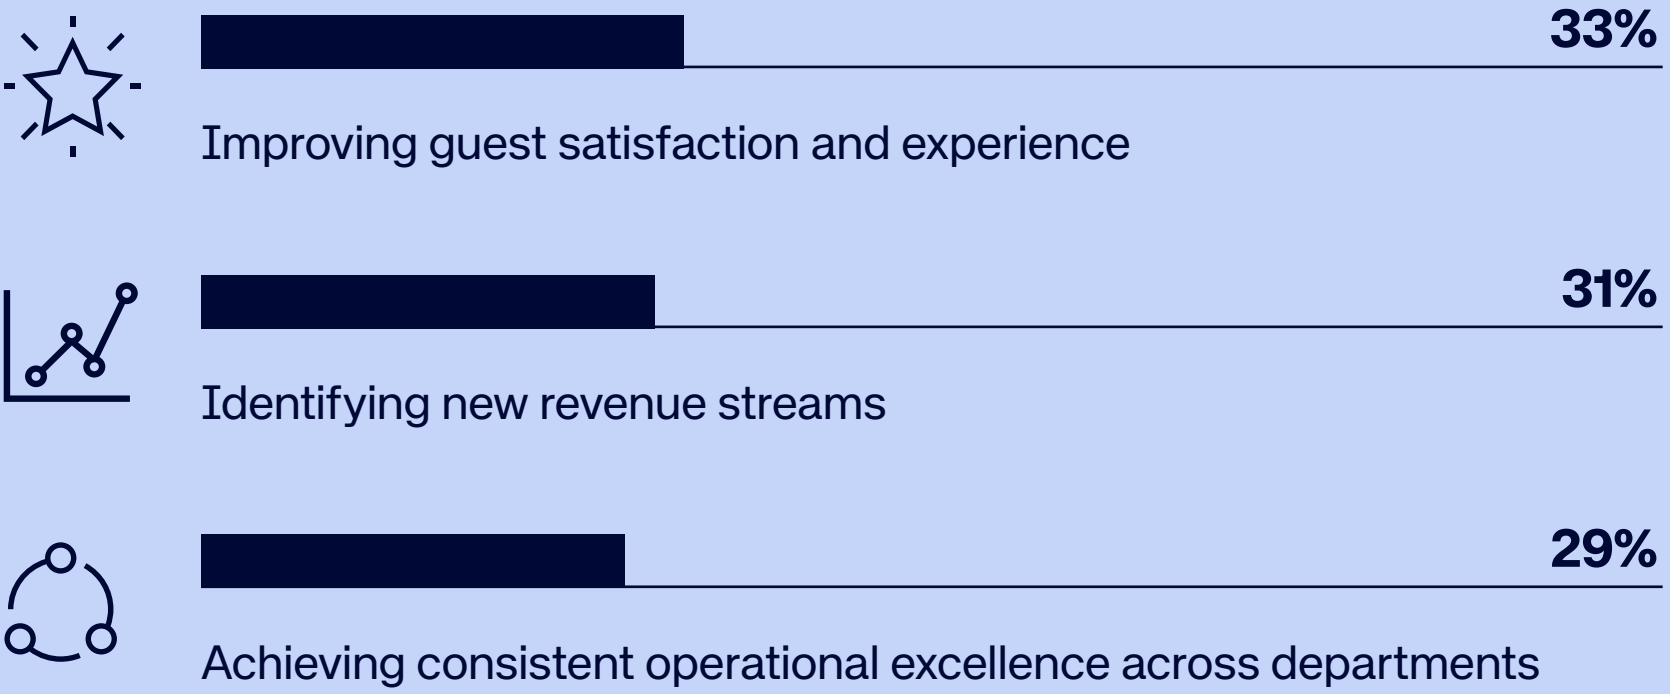 33%
Improving guest satisfaction and experience
31%
Identifying new revenue streams
29%
Achieving consistent operational excellence across departments